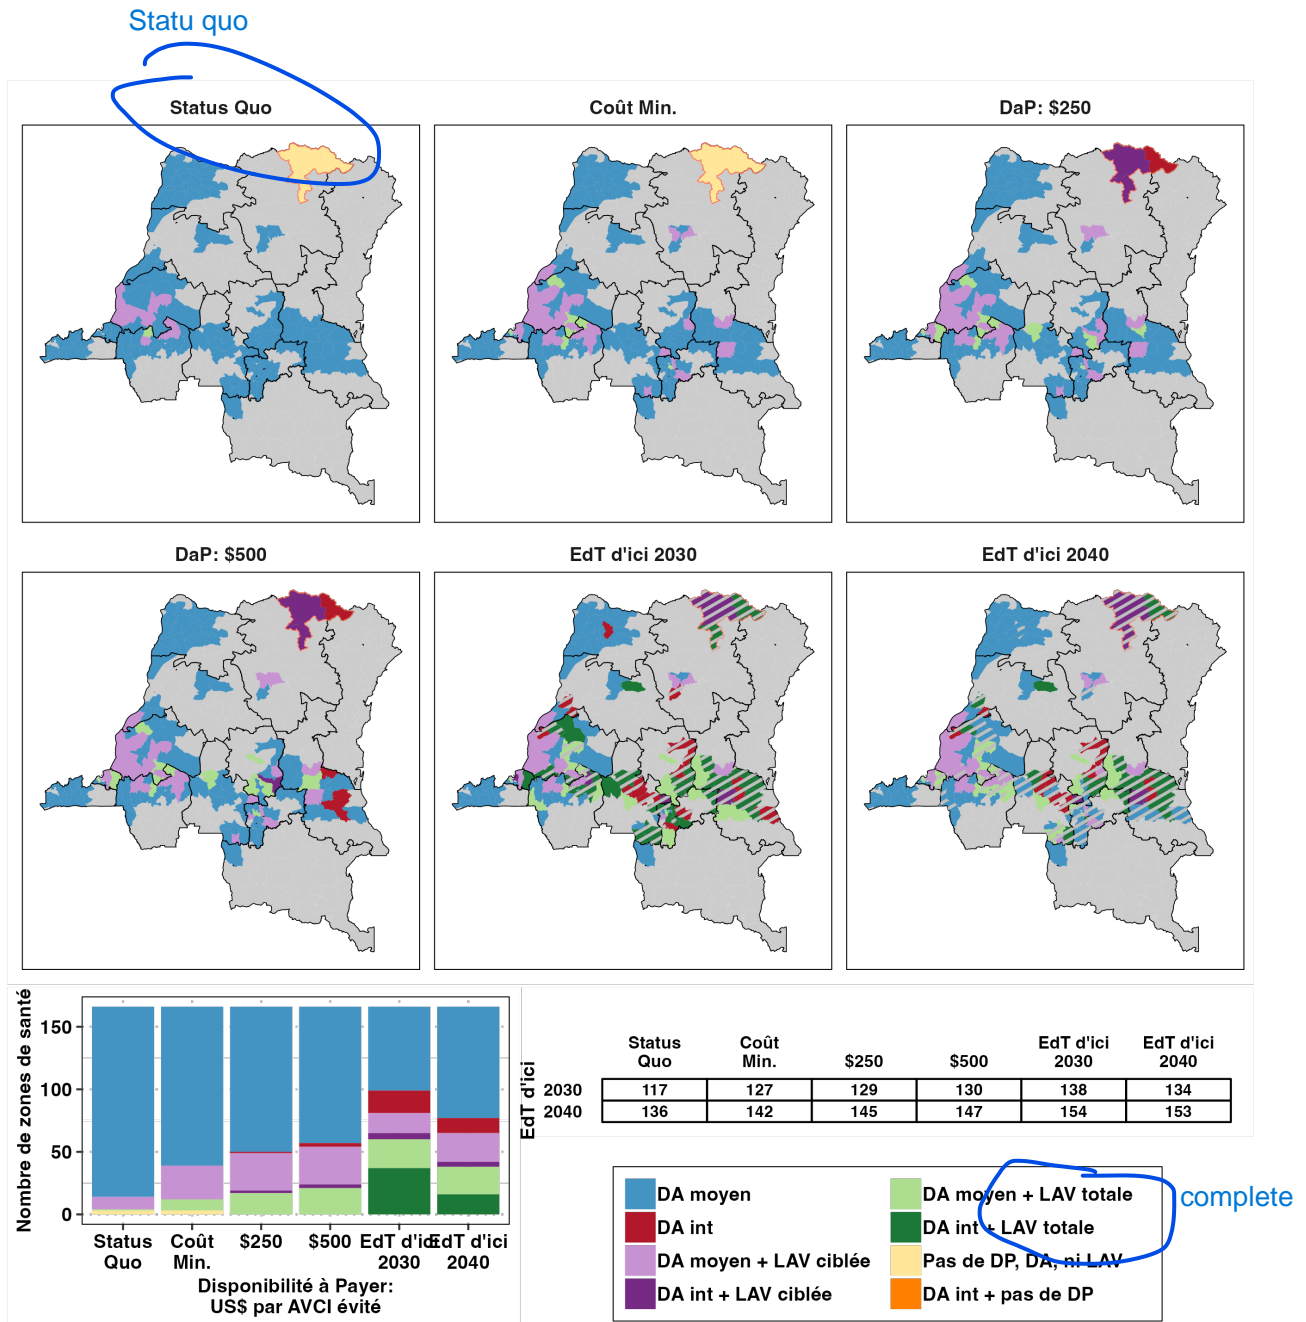 Statu quo
Status Quo
Coût Min.
DaP: $250
DaP: $500
EdT d'ici 2030
EdT d'ici 2040
Nombre de zones de santé
150
100
50
0
Status Quo
Coût Min.
$250
$500
EdT d'ici 2030
EdT d'ici 2040
Disponibilité à Payer:
US$ par AVCI évité
Status Quo
Coût Min.
$250
$500
EdT d'ici 2030
EdT d'ici 2040
EdT d'ici
2030 117 127 129 130 138 134
2040 136 142 145 147 154 153
DA moyen
DA int
DA moyen + LAV ciblée
DA int + LAV ciblée
DA moyen + LAV totale
DA int + LAV totale
Pas de DP, DA, ni LAV
DA int + pas de DP
complete